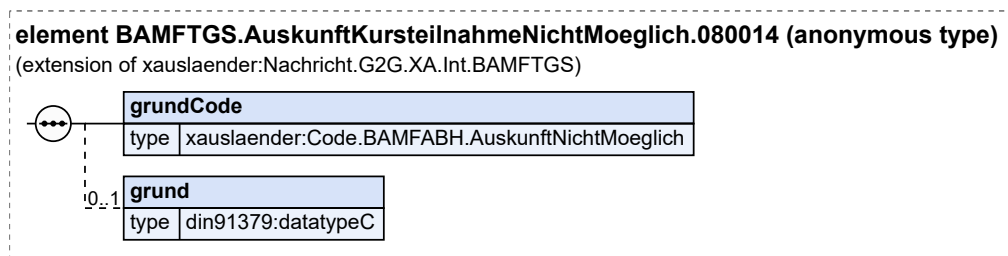 element BAMFTGS.AuskunftKursteilnahmeNichtMoeglich.080014 (anonymous type)
(extension of xauslaender:Nachricht.G2G.XA.Int.BAMFTGS)
grundCode
type xauslaender:Code.BAMFABH.AuskunftNichtMoeglich
0..1 grund
type din91379:datatypeC